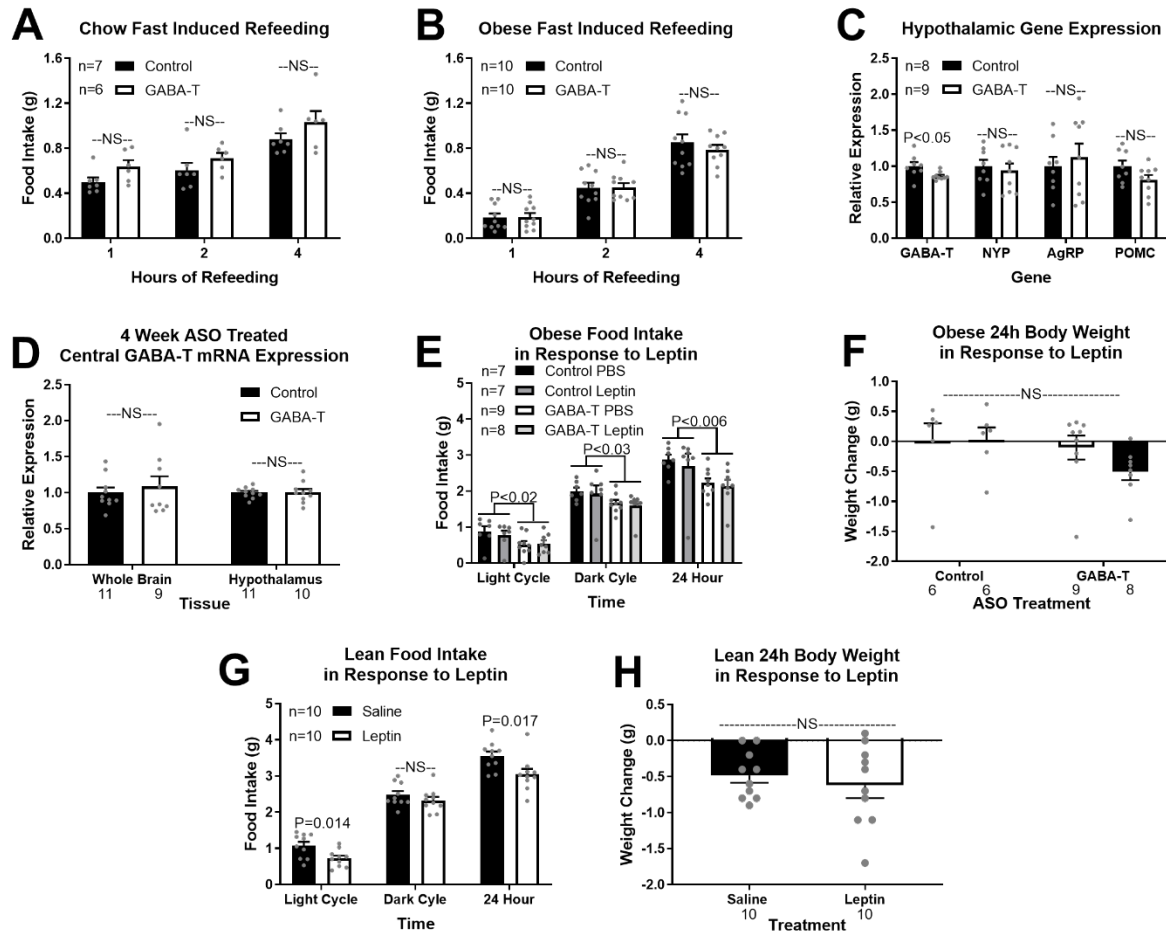 A
Chow Fast Induced Refeeding
n=7 Control
n=6 GABA-T
--NS--
--NS--
--NS--
Food Intake (g)
1.6
1.2
0.8
0.4
0.0
1 2 4
Hours of Refeeding
B
Obese Fast Induced Refeeding
n=10 Control
n=10 GABA-T
--NS--
--NS--
--NS--
Food Intake (g)
1.6
1.2
0.8
0.4
0.0
1 2 4
Hours of Refeeding
C
Hypothalamic Gene Expression
n=8 Control
n=9 GABA-T
P<0.05
--NS--
--NS--
--NS--
Relative Expression
2.5
2.0
1.5
1.0
0.5
0.0
GABA-T NYP AgRP POMC
Gene
D
4 Week ASO Treated
Central GABA-T mRNA Expression
Control
GABA-T
---NS---
---NS---
Relative Expression
2.5
2.0
1.5
1.0
0.5
0.0
Whole Brain Hypothalamus
11 9 11 10
Tissue
E
Obese Food Intake
in Response to Leptin
n=7 Control PBS
n=7 Control Leptin
n=9 GABA-T PBS
n=8 GABA-T Leptin
P<0.02
P<0.03
P<0.006
Food Intake (g)
5
4
3
2
1
0
Light Cycle Dark Cyle 24 Hour
Time
F
Obese 24h Body Weight
in Response to Leptin
-----------------NS-----------------
Weight Change (g)
1.0
0.5
0.0
-0.5
-1.0
-1.5
-2.0
Control GABA-T
6 6 9 8
ASO Treatment
G
Lean Food Intake
in Response to Leptin
n=10 Saline
n=10 Leptin
P=0.014
--NS--
P=0.017
Food Intake (g)
5
4
3
2
1
0
Light Cycle Dark Cyle 24 Hour
Time
H
Lean 24h Body Weight
in Response to Leptin
---------------NS---------------
Weight Change (g)
0.5
0.0
-0.5
-1.0
-1.5
-2.0
Saline Leptin
10 10
Treatment